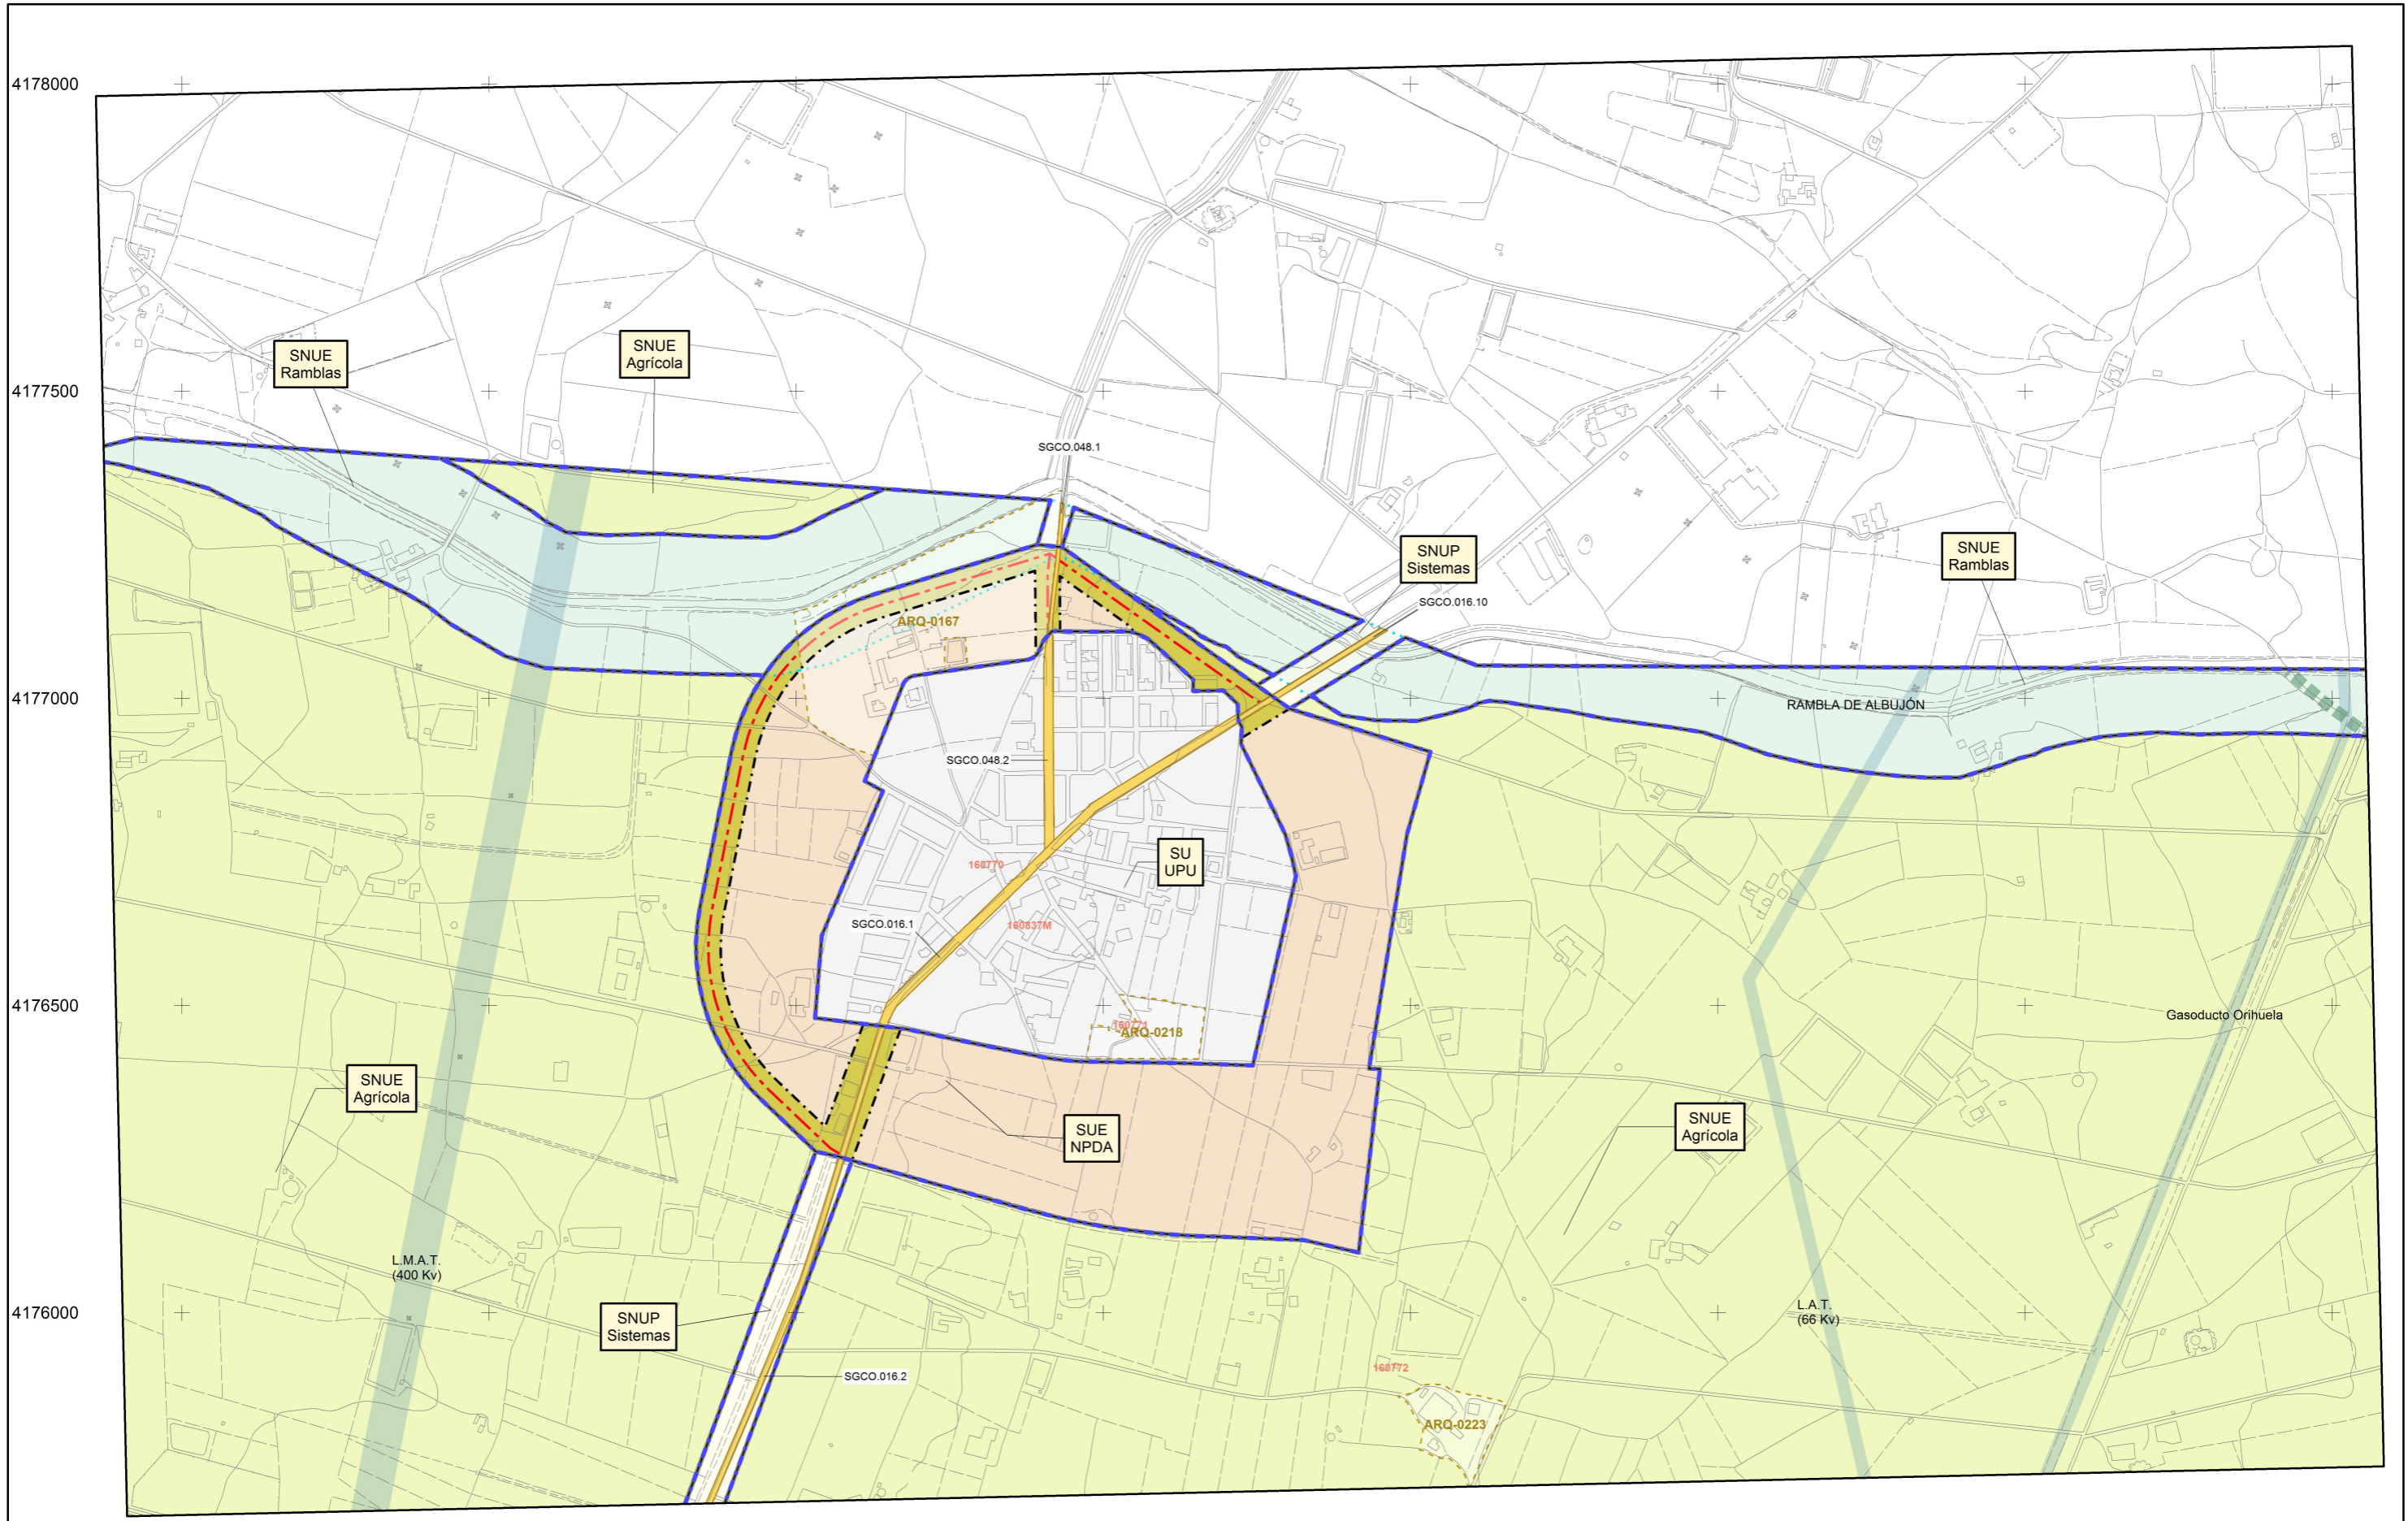 4178000
SNUE
Agrícola
SNUE
Ramblas
4177500
SGCO.048.1
SNUP
Sistemas
SNUE
Ramblas
SGCO.016.10
ARQ-0167
4177000
RAMBLA DE ALBUJÓN
SGCO.048.2
SU
UPU
160770
SGCO.016.1
160837M
4176500
Gasoducto Orihuela
160771
ARQ-0218
SNUE
Agrícola
SUE
NPDA
SNUE
Agrícola
L.M.A.T.
(400 Kv)
4176000
L.A.T.
(66 Kv)
SNUP
Sistemas
160772
SGCO.016.2
ARQ-0223